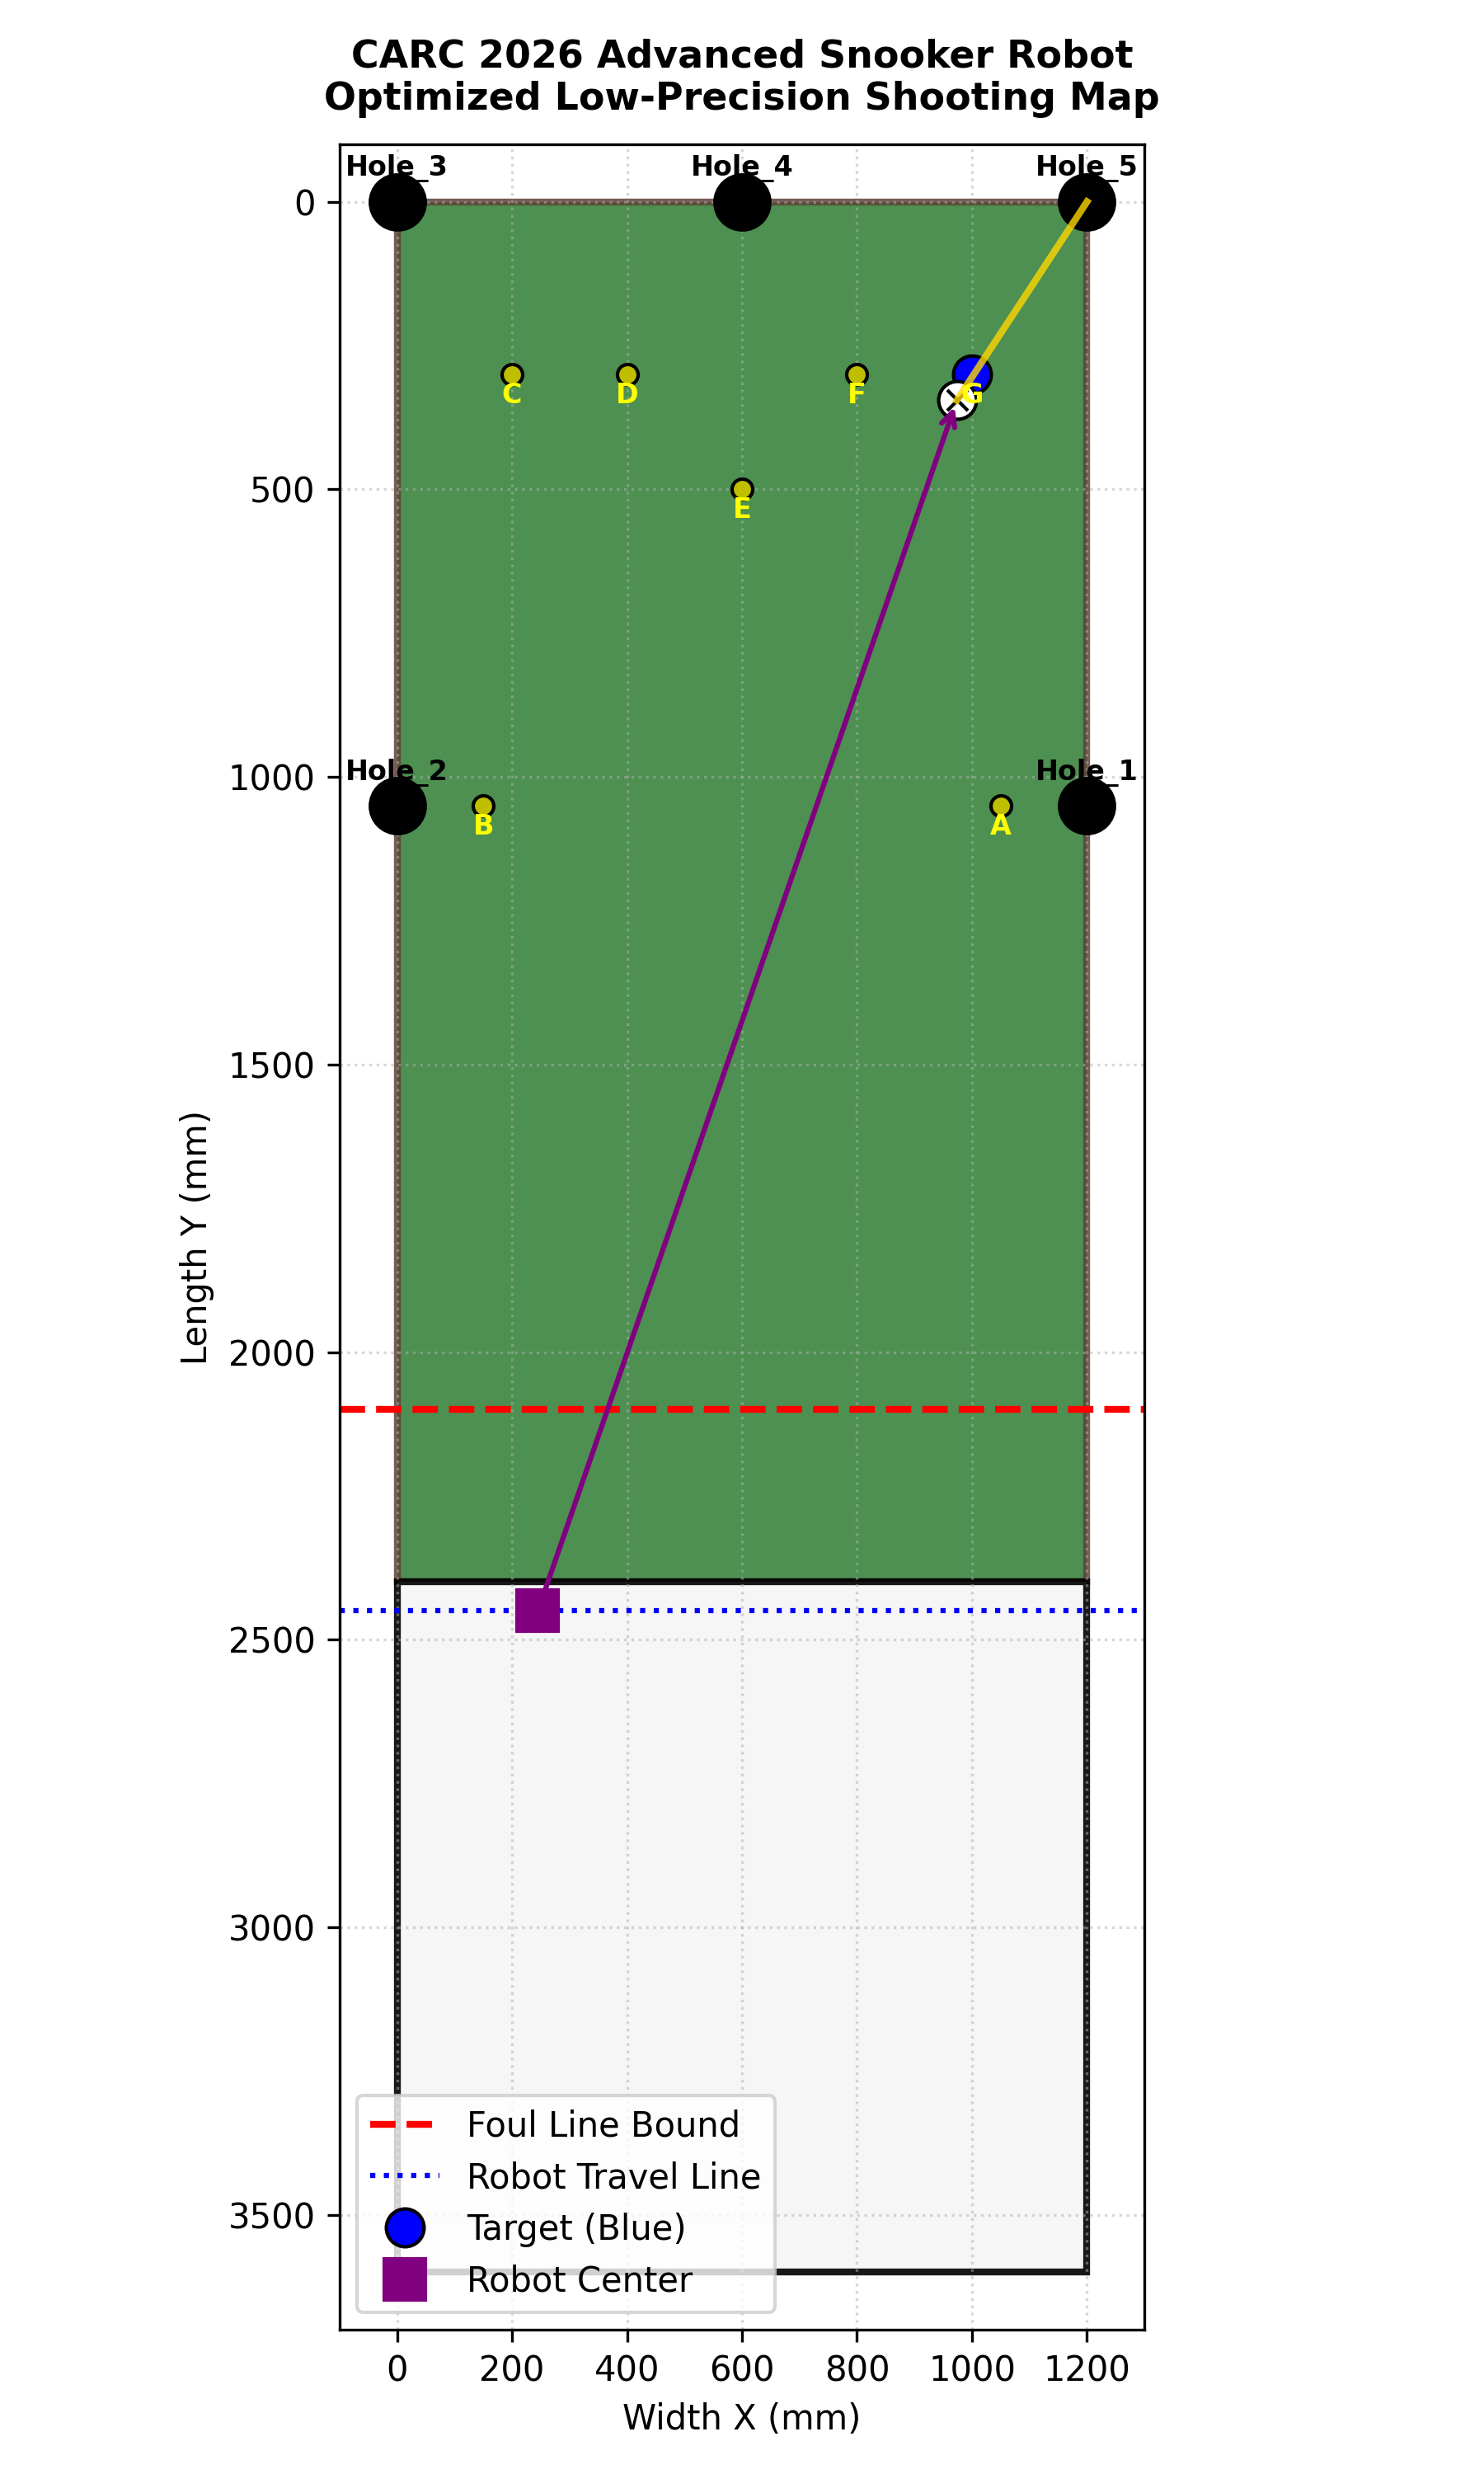 CARC 2026 Advanced Snooker Robot
Optimized Low-Precision Shooting Map
Hole_3 Hole_4 Hole_5
0
C D F G
500
E
1000
Hole_2 Hole_1
B A
1500
Length Y (mm)
2000
2500
3000
3500
Foul Line Bound
Robot Travel Line
Target (Blue)
Robot Center
0 200 400 600 800 1000 1200
Width X (mm)